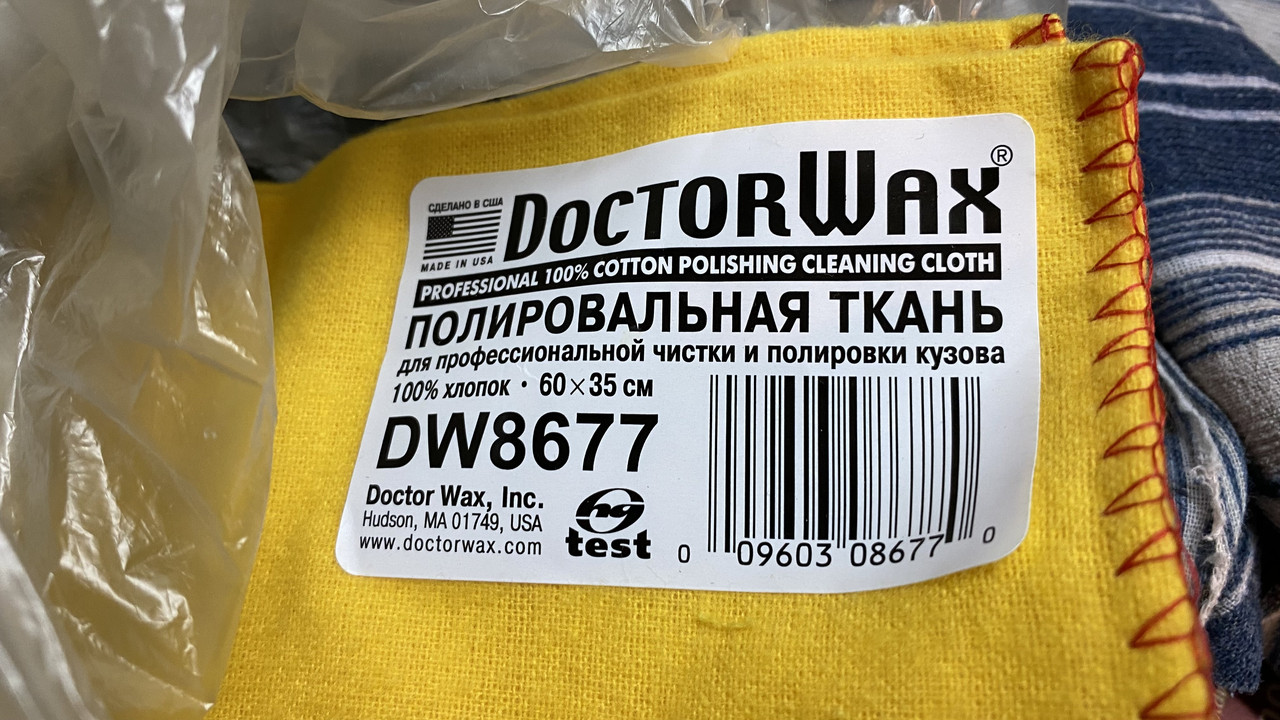 СДЕЛАНО В США
MADE IN USA
DOCTORWAX®
PROFESSIONAL 100% COTTON POLISHING CLEANING CLOTH
ПОЛИРОВАЛЬНАЯ ТКАНЬ
для профессиональной чистки и полировки кузова
100% хлопок · 60×35 см
DW8677
Doctor Wax, Inc.
Hudson, MA 01749, USA
www.doctorwax.com
hg
test
0 09603 08677 0